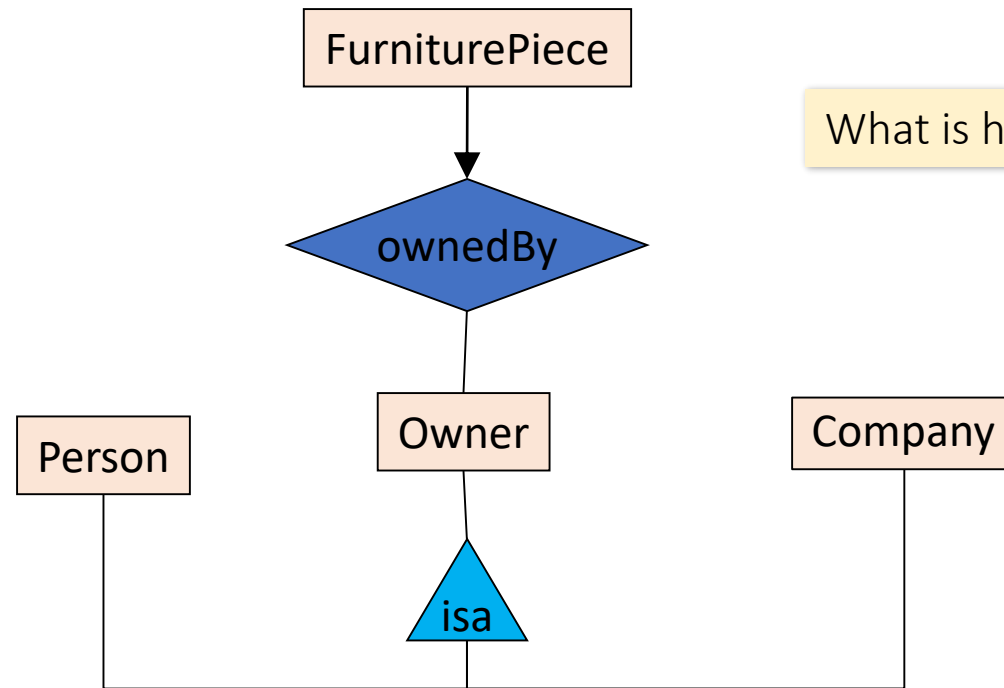 FurniturePiece
What is h
ownedBy
Person
Owner
Company
isa